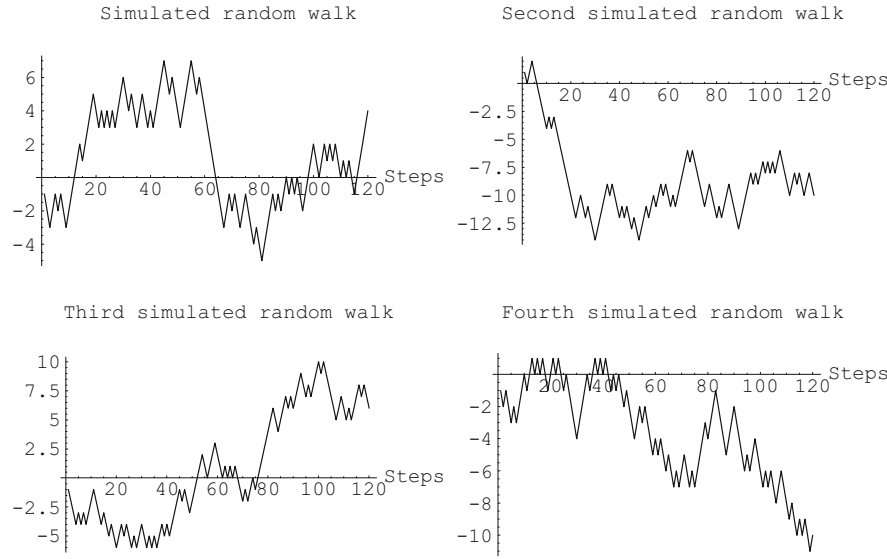 Simulated random walk
6
4
2
-2
-4
20 40 60 80 100 120
Steps
Second simulated random walk
Steps
20 40 60 80 100 120
-2.5
-5
-7.5
-10
-12.5
Third simulated random walk
10
7.5
5
2.5
-2.5
-5
20 40 60 80 100 120
Steps
Fourth simulated random walk
Steps
20 40 60 80 100 120
-2
-4
-6
-8
-10